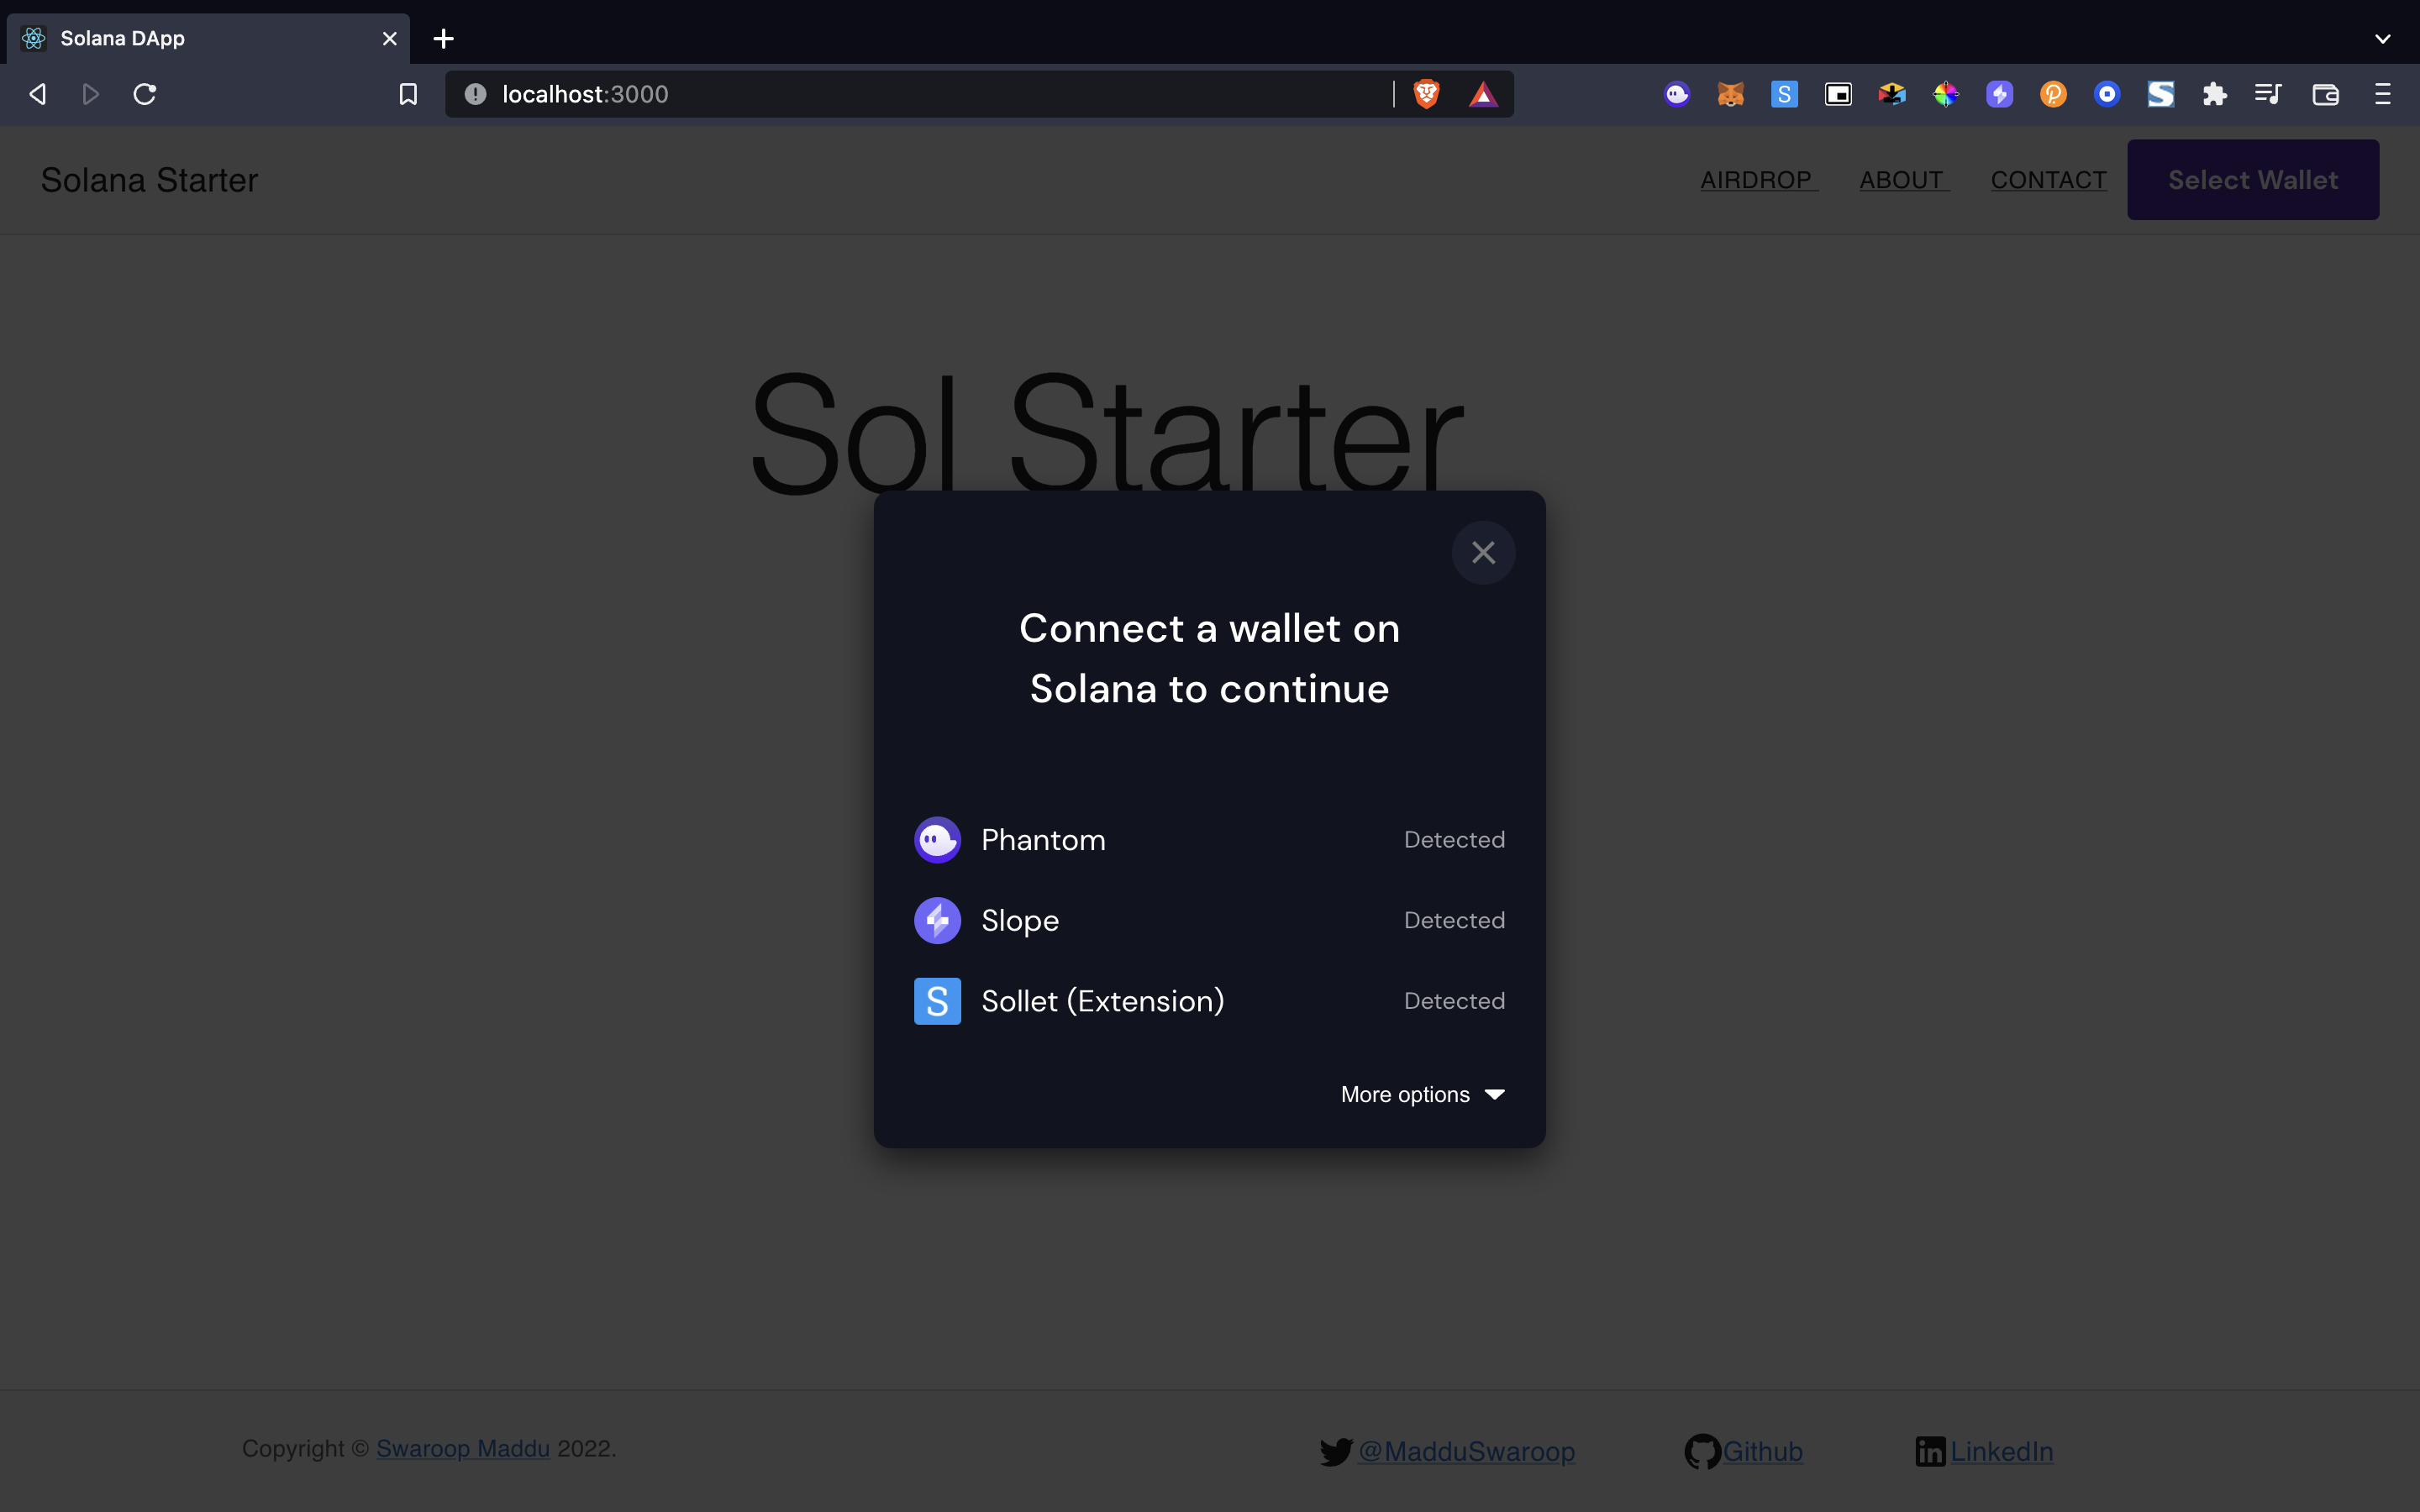 Solana DApp
localhost:3000
Solana Starter
AIRDROP ABOUT CONTACT Select Wallet
Sol Starter
Connect a wallet on
Solana to continue
Phantom Detected
Slope Detected
S Sollet (Extension) Detected
More options
Copyright © Swaroop Maddu 2022. @MadduSwaroop Github LinkedIn